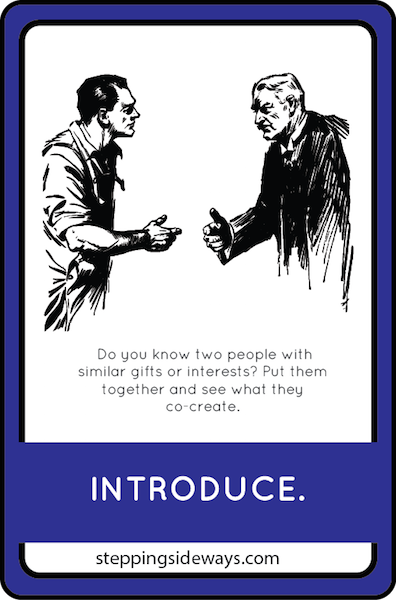 Do you know two people with
similar gifts or interests? Put them
together and see what they
co-create.
INTRODUCE.
steppingsideways.com